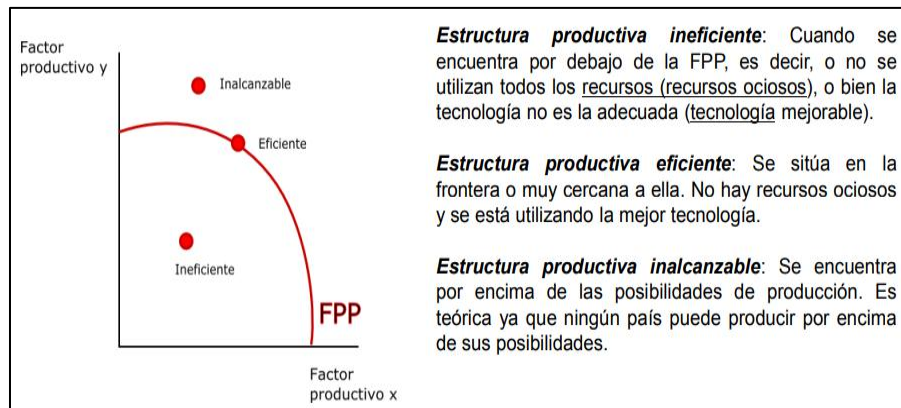 Factor
productivo y
Inalcanzable
Eficiente
Ineficiente
FPP
Factor
productivo x
Estructura productiva ineficiente: Cuando se
encuentra por debajo de la FPP, es decir, o no se
utilizan todos los recursos (recursos ociosos), o bien la
tecnología no es la adecuada (tecnología mejorable).
Estructura productiva eficiente: Se sitúa en la
frontera o muy cercana a ella. No hay recursos ociosos
y se está utilizando la mejor tecnología.
Estructura productiva inalcanzable: Se encuentra
por encima de las posibilidades de producción. Es
teórica ya que ningún país puede producir por encima
de sus posibilidades.